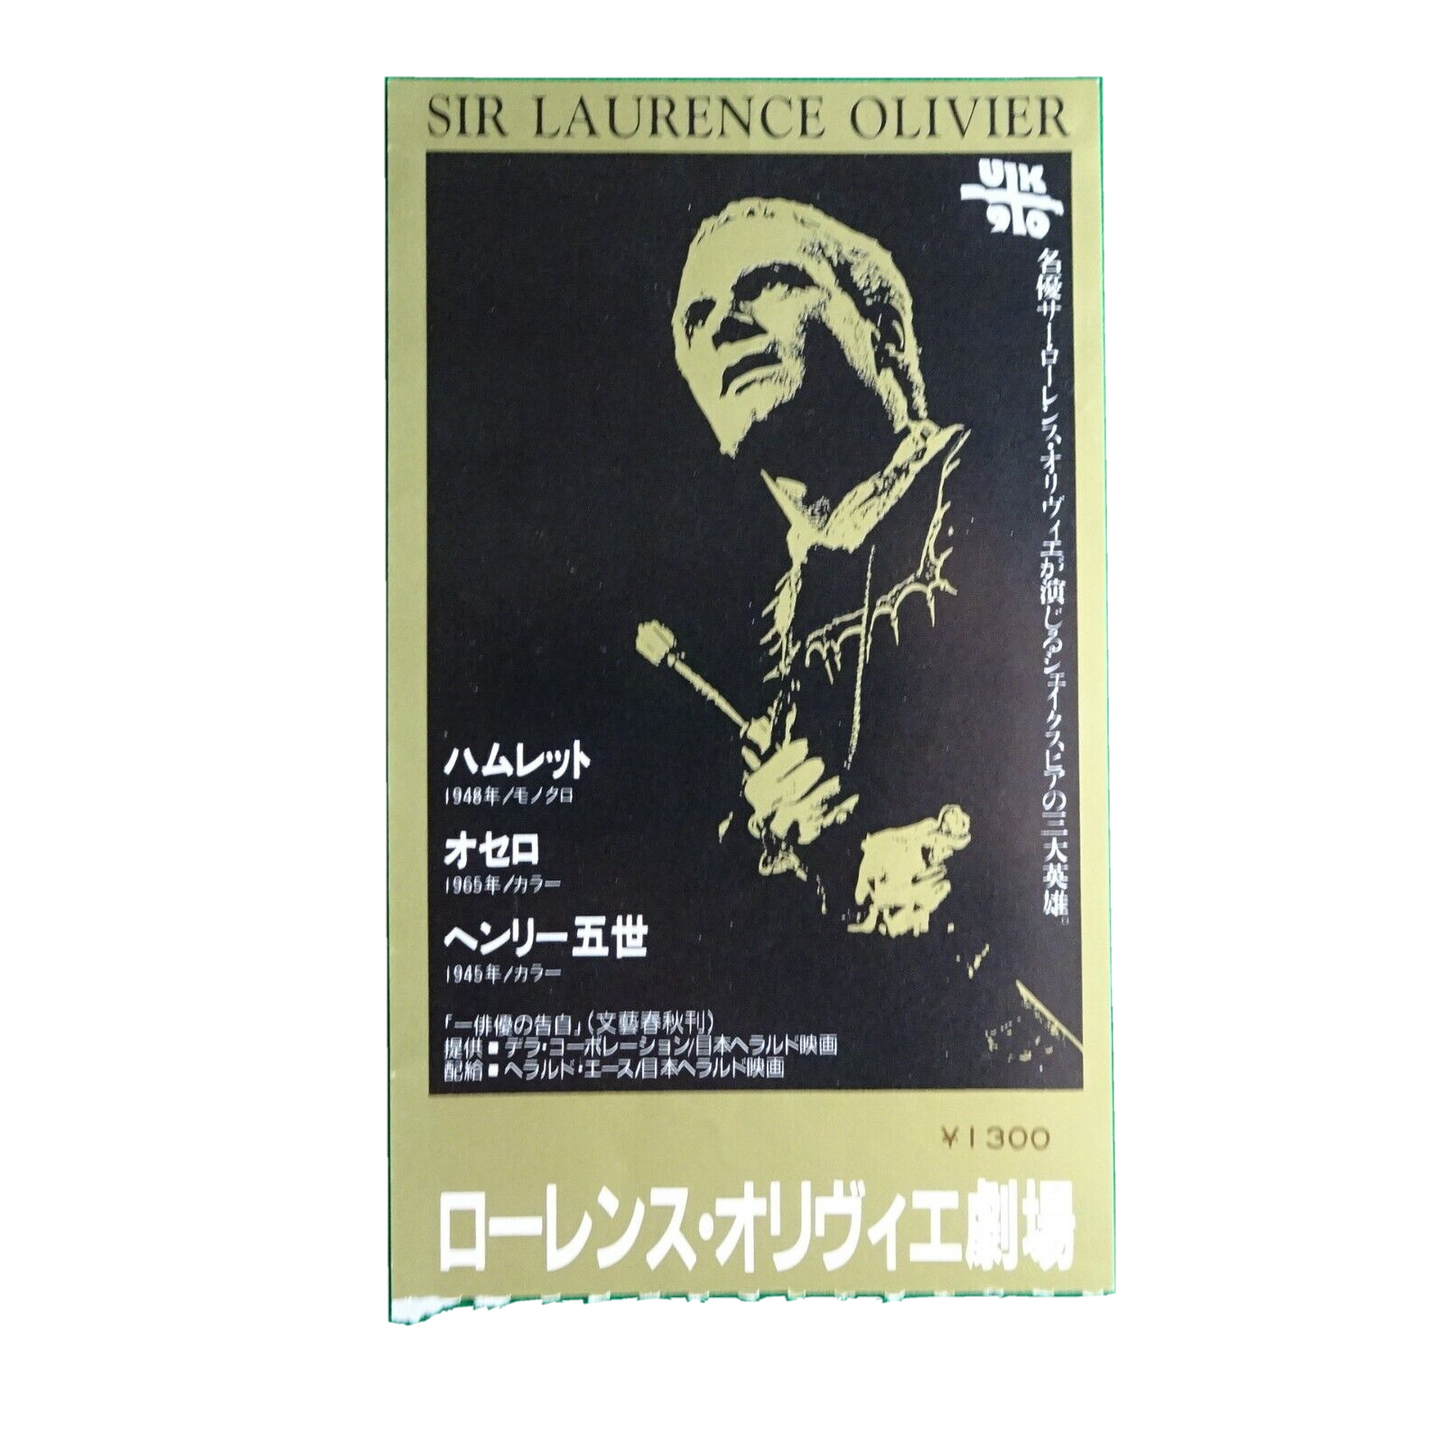 SIR LAURENCE OLIVIER
UK90
名優サー・ローレンス・オリヴィエが演じるシェイクスピアの三大英雄。
ハムレット
1948年/モノクロ
オセロ
1965年/カラー
ヘンリー五世
1945年/カラー
「一俳優の告白」(文藝春秋刊)
提供■デラ・コーポレーション/日本ヘラルド映画
配給■ヘラルド・エース/日本ヘラルド映画
¥1300
ローレンス・オリヴィエ劇場